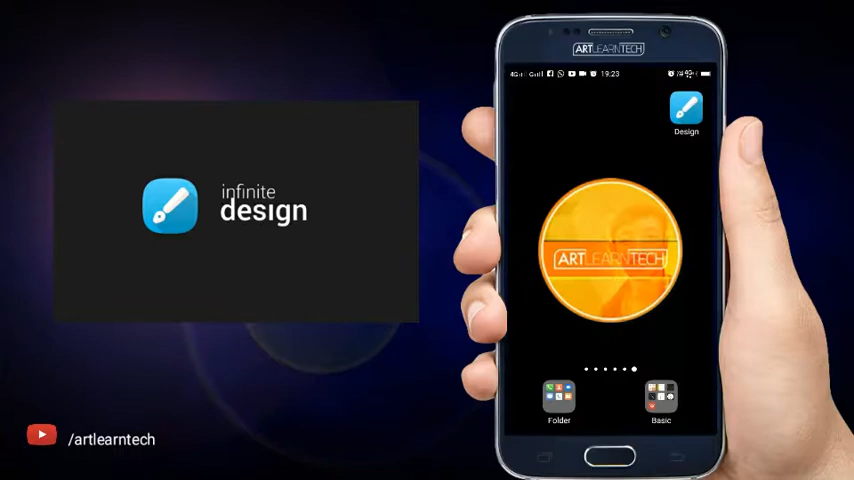 infinite
design
/artlearntech
ARTLEARNTECH
19:23
Design
ARTLEARNTECH
Folder
Basic